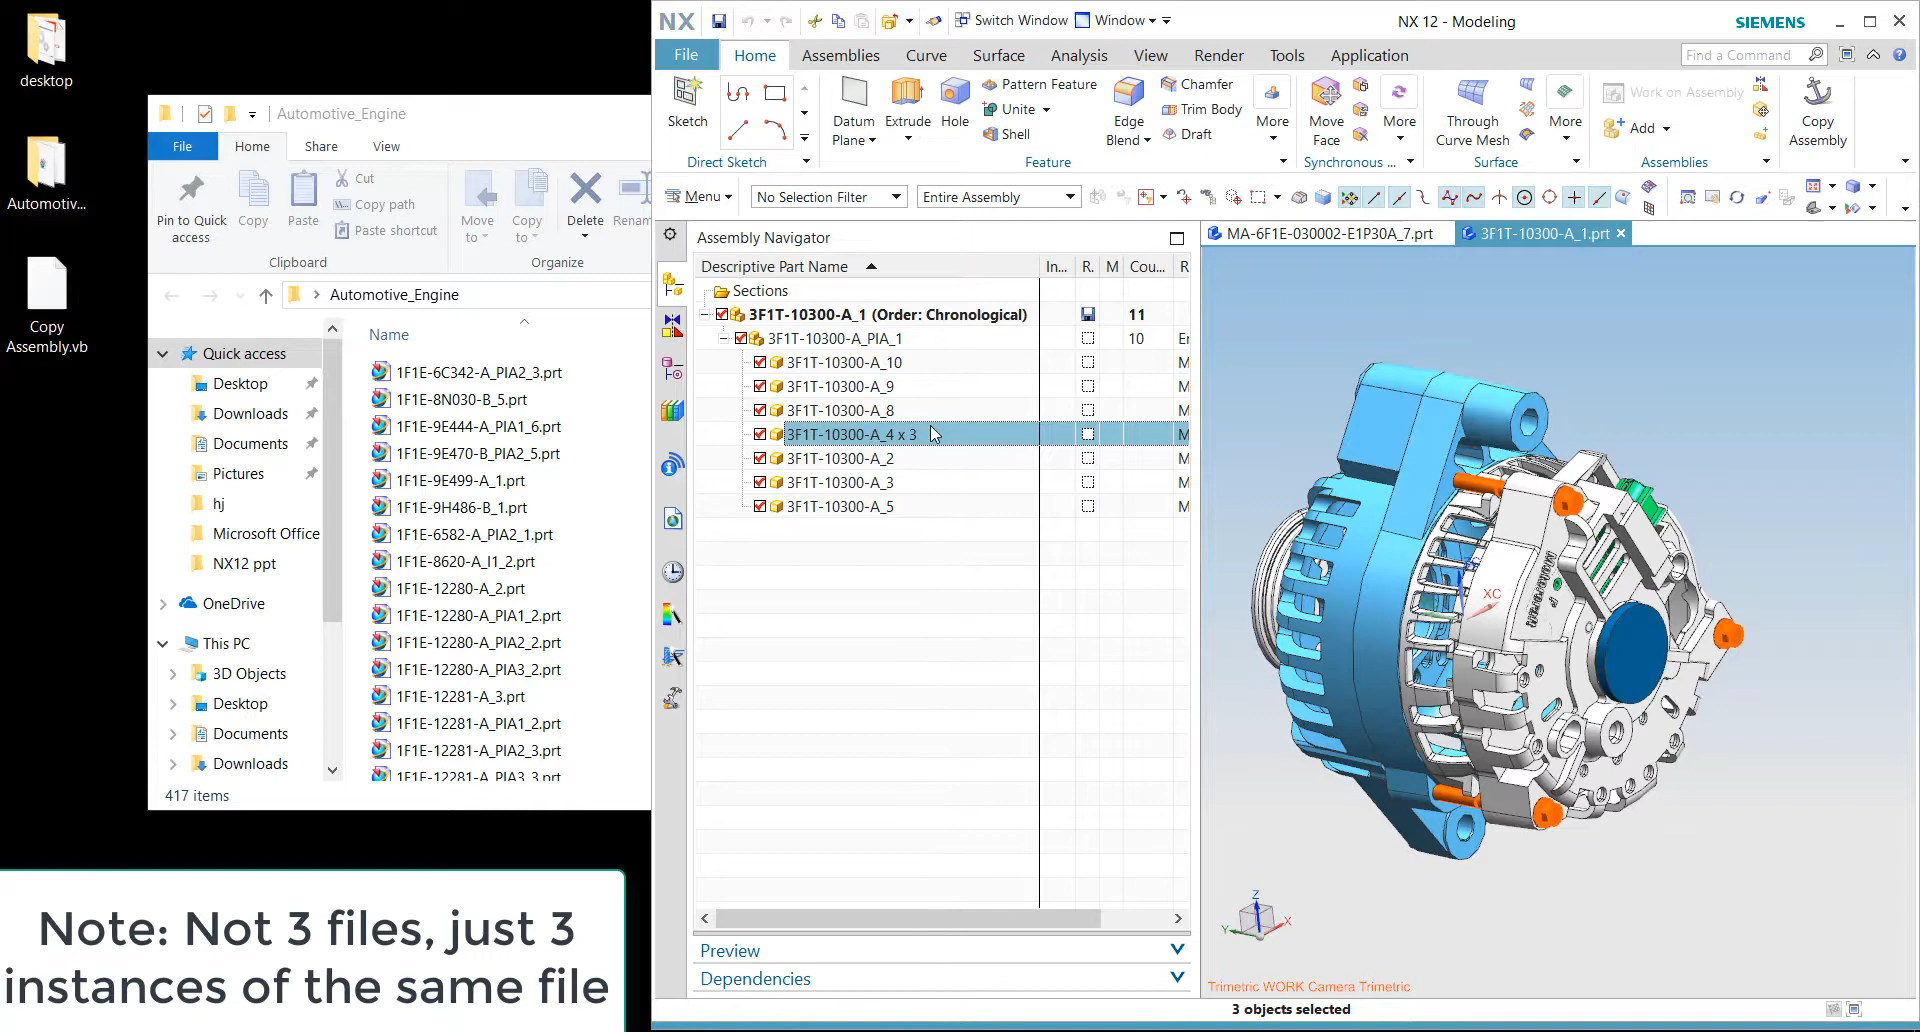 desktop
Automotiv...
Copy
Assembly.vb
Automotive_Engine
File
Home
Share
View
Pin to Quick
access
Copy
Paste
Cut
Copy path
Paste shortcut
Clipboard
Move
to
Copy
to
Delete
Renam
Organize
Automotive_Engine
Name
Quick access
Desktop
Downloads
Documents
Pictures
hj
Microsoft Office
NX12 ppt
OneDrive
This PC
3D Objects
Desktop
Documents
Downloads
1F1E-6C342-A_PIA2_3.prt
1F1E-8N030-B_5.prt
1F1E-9E444-A_PIA1_6.prt
1F1E-9E470-B_PIA2_5.prt
1F1E-9E499-A_1.prt
1F1E-9H486-B_1.prt
1F1E-6582-A_PIA2_1.prt
1F1E-8620-A_I1_2.prt
1F1E-12280-A_2.prt
1F1E-12280-A_PIA1_2.prt
1F1E-12280-A_PIA2_2.prt
1F1E-12280-A_PIA3_2.prt
1F1E-12281-A_3.prt
1F1E-12281-A_PIA1_2.prt
1F1E-12281-A_PIA2_3.prt
1F1E-12281-A_PIA3_3.prt
417 items
Note: Not 3 files, just 3
instances of the same file
NX
Switch Window
Window
NX 12 - Modeling
SIEMENS
File
Home
Assemblies
Curve
Surface
Analysis
View
Render
Tools
Application
Find a Command
Sketch
Direct Sketch
Datum
Plane
Extrude
Hole
Pattern Feature
Unite
Shell
Edge
Blend
Chamfer
Trim Body
Draft
More
Feature
Move
Face
More
Synchronous ...
Through
Curve Mesh
More
Surface
Work on Assembly
Add
Assemblies
Copy
Assembly
Menu
No Selection Filter
Entire Assembly
Assembly Navigator
Descriptive Part Name
In...
R.
M
Cou...
R
Sections
3F1T-10300-A_1 (Order: Chronological)
11
3F1T-10300-A_PIA_1
10
Er
3F1T-10300-A_10
M
3F1T-10300-A_9
M
3F1T-10300-A_8
M
3F1T-10300-A_4 x 3
M
3F1T-10300-A_2
M
3F1T-10300-A_3
M
3F1T-10300-A_5
M
Preview
Dependencies
MA-6F1E-030002-E1P30A_7.prt
3F1T-10300-A_1.prt
XC
Z
X
Y
Trimetric WORK Camera Trimetric
3 objects selected